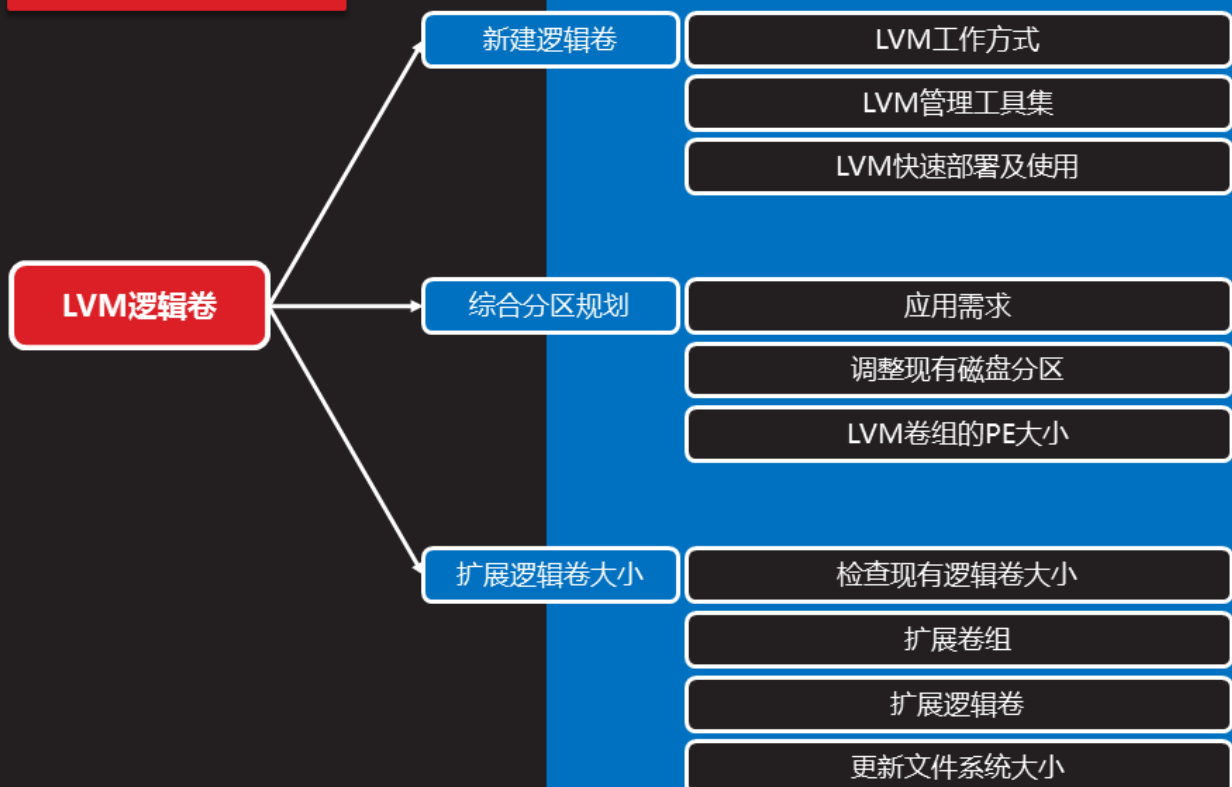 LVM逻辑卷
新建逻辑卷
LVM工作方式
LVM管理工具集
LVM快速部署及使用
综合分区规划
应用需求
调整现有磁盘分区
LVM卷组的PE大小
扩展逻辑卷大小
检查现有逻辑卷大小
扩展卷组
扩展逻辑卷
更新文件系统大小